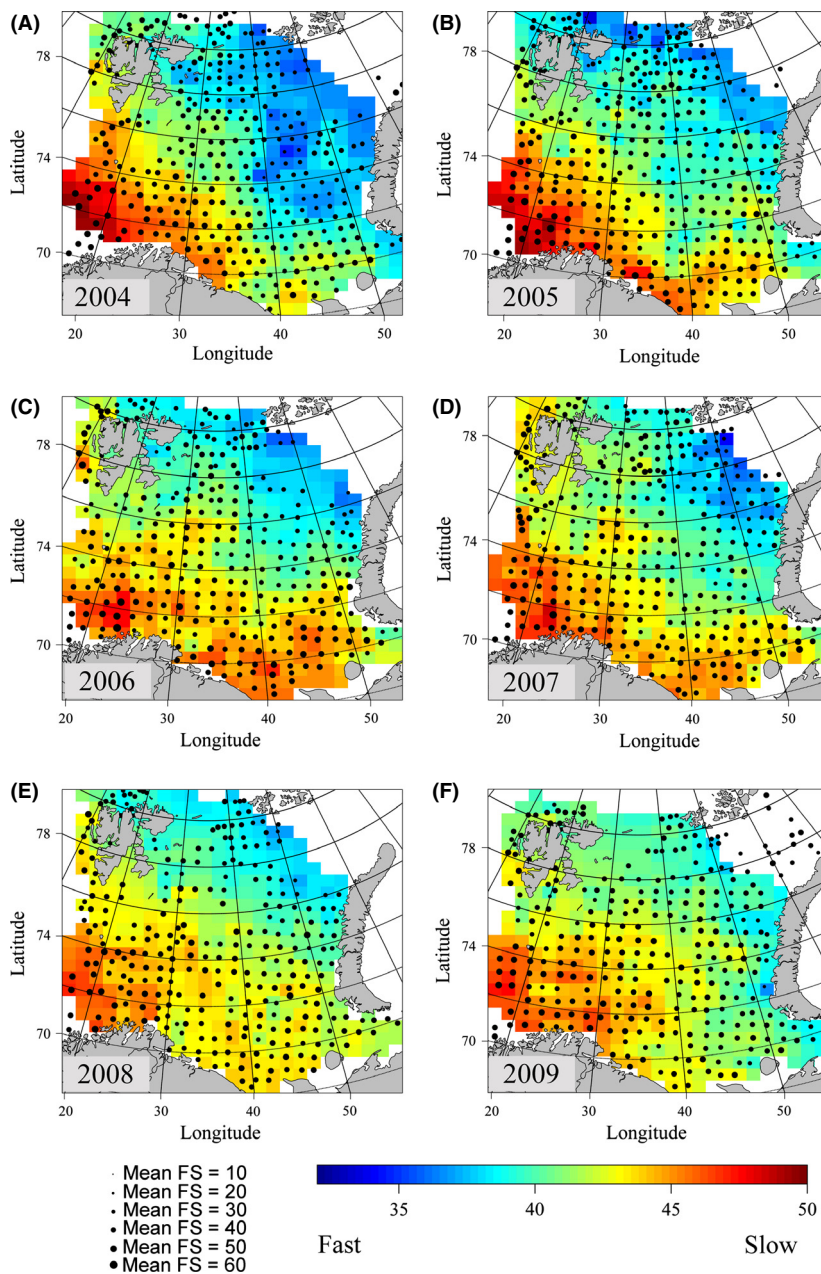 (A)
78
74
70
Latitude
2004
20
30
40
50
Longitude
(B)
78
74
70
Latitude
2005
20
30
40
50
Longitude
(C)
78
74
70
Latitude
2006
20
30
40
50
Longitude
(D)
78
74
70
Latitude
2007
20
30
40
50
Longitude
(E)
78
74
70
Latitude
2008
20
30
40
50
Longitude
(F)
78
74
70
Latitude
2009
20
30
40
50
Longitude
Mean FS = 10
Mean FS = 20
Mean FS = 30
Mean FS = 40
Mean FS = 50
Mean FS = 60
35 40 45 50
Fast Slow